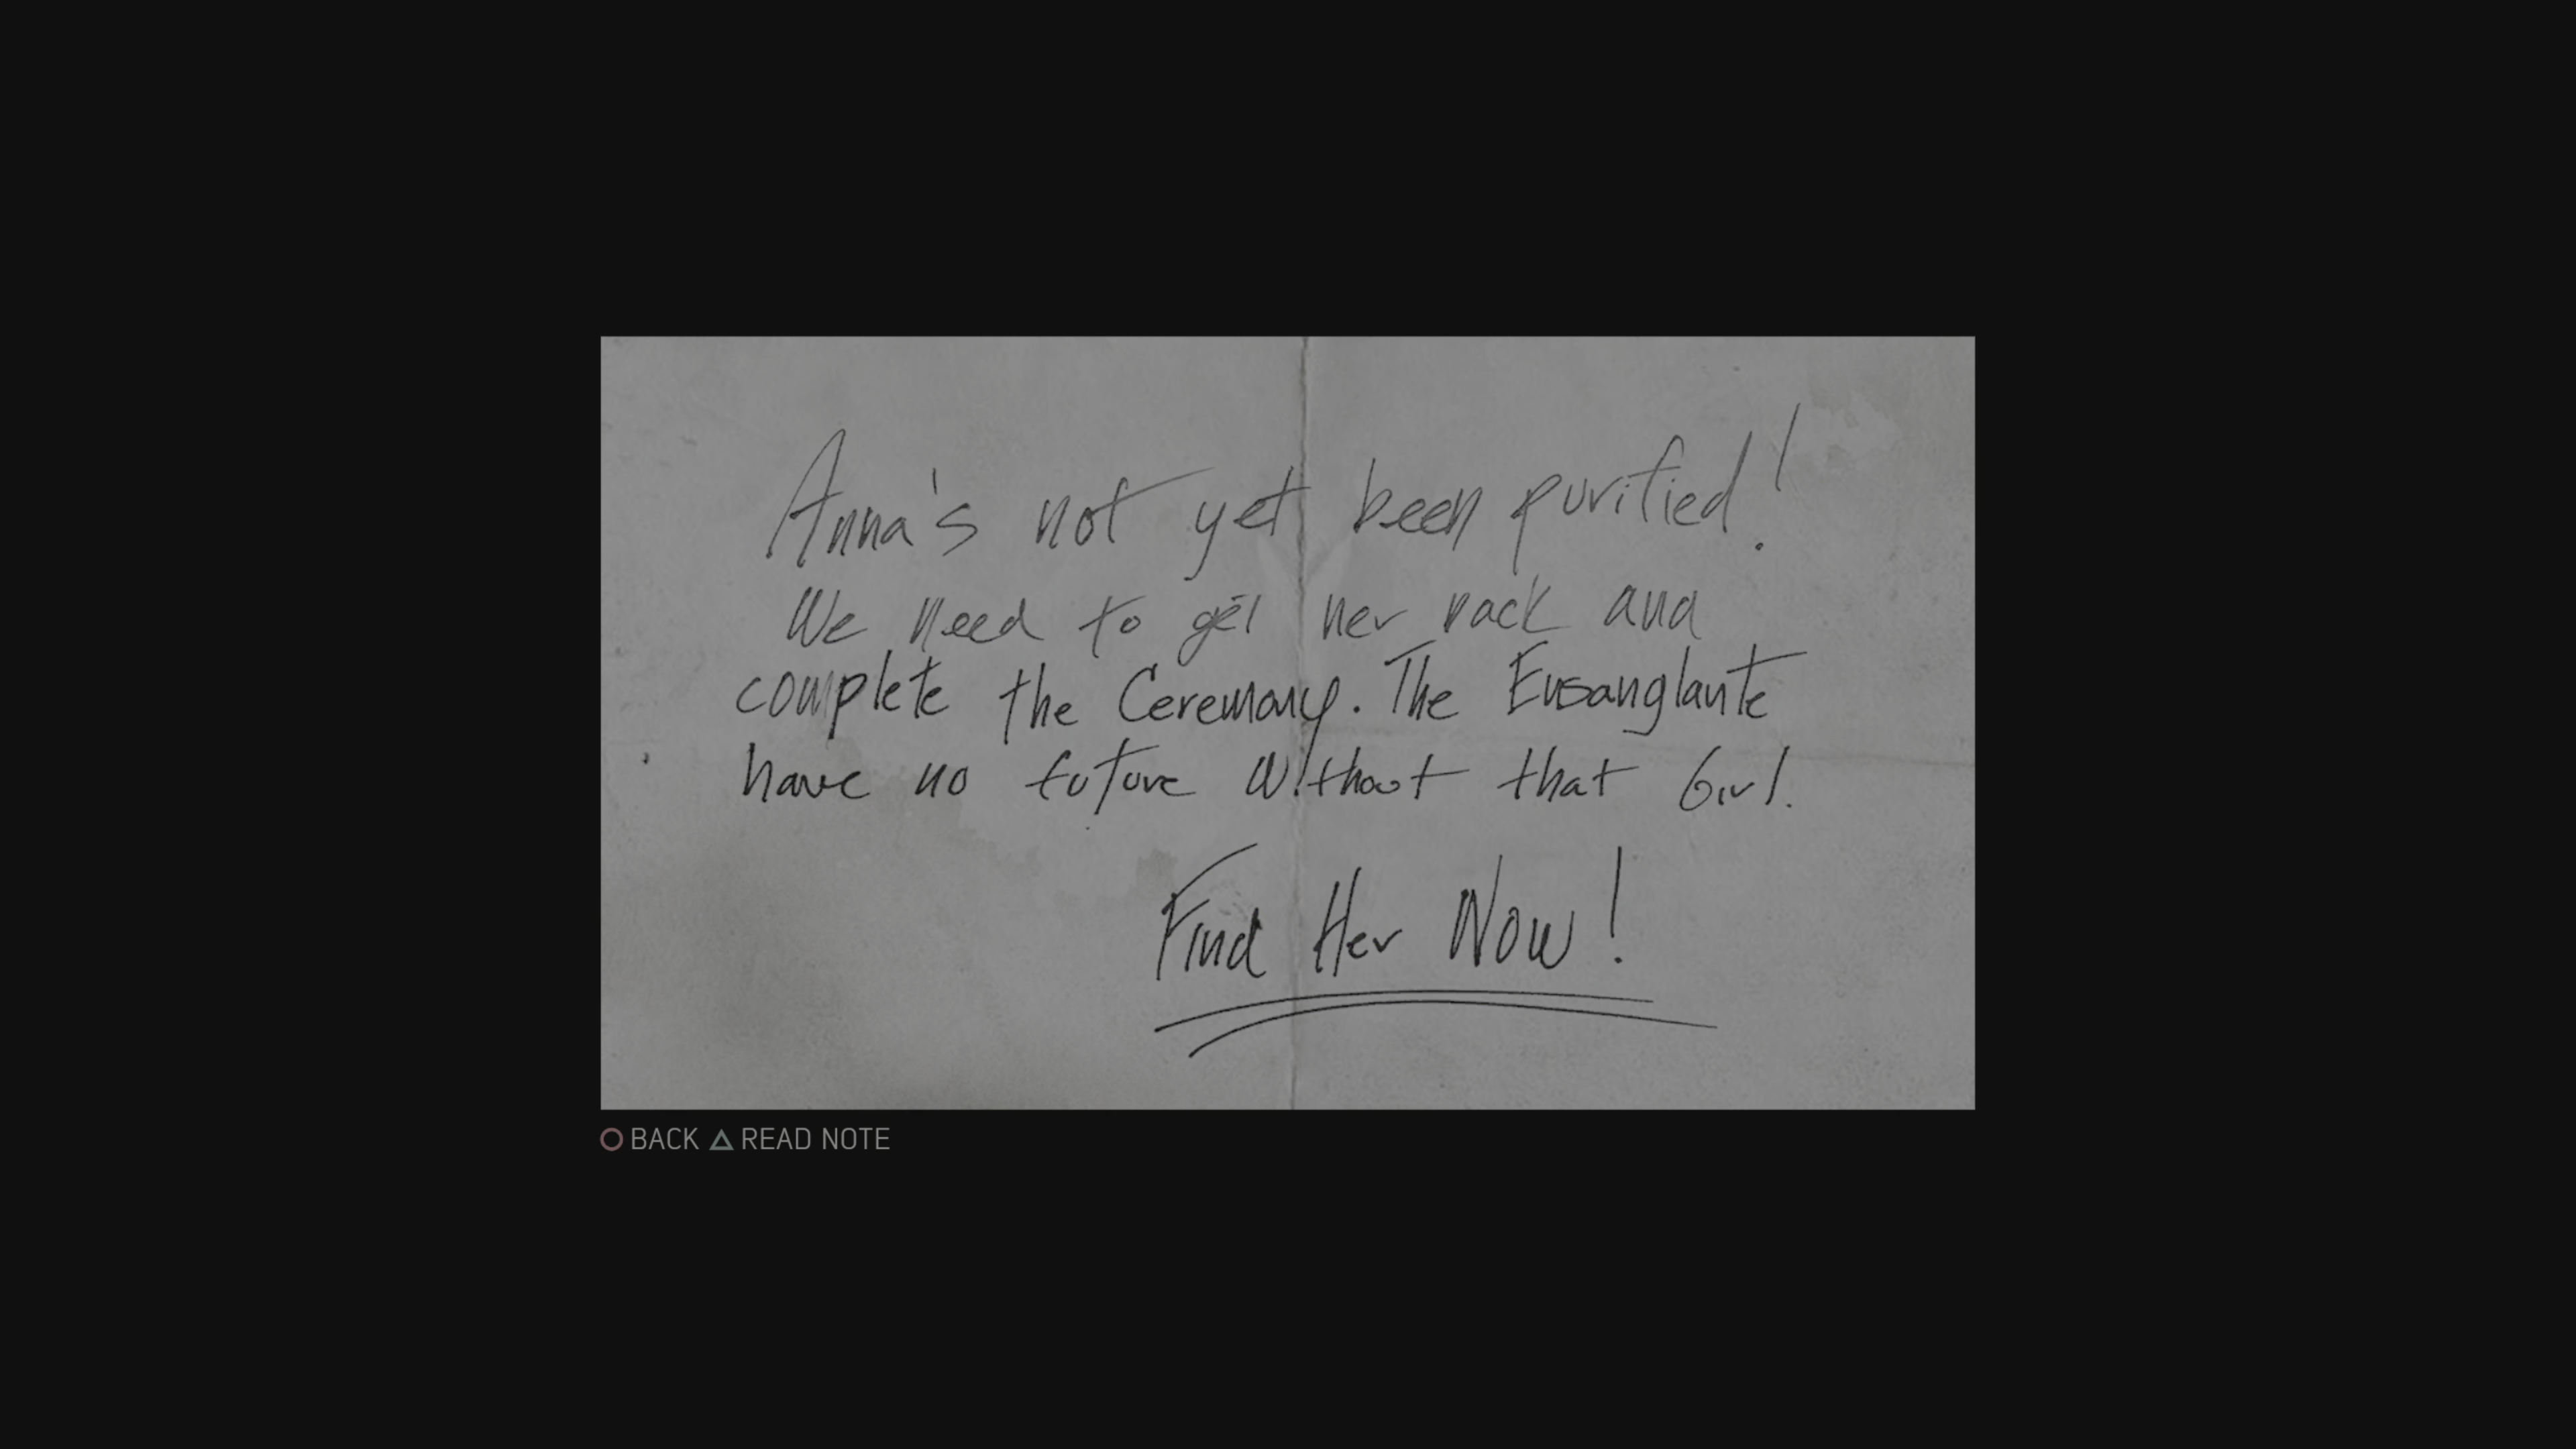 Anna's not yet been purified!
We need to get her back and
complete the Ceremony. The Ensanglante
have no future without that Girl.
Find Her Now!
BACK READ NOTE